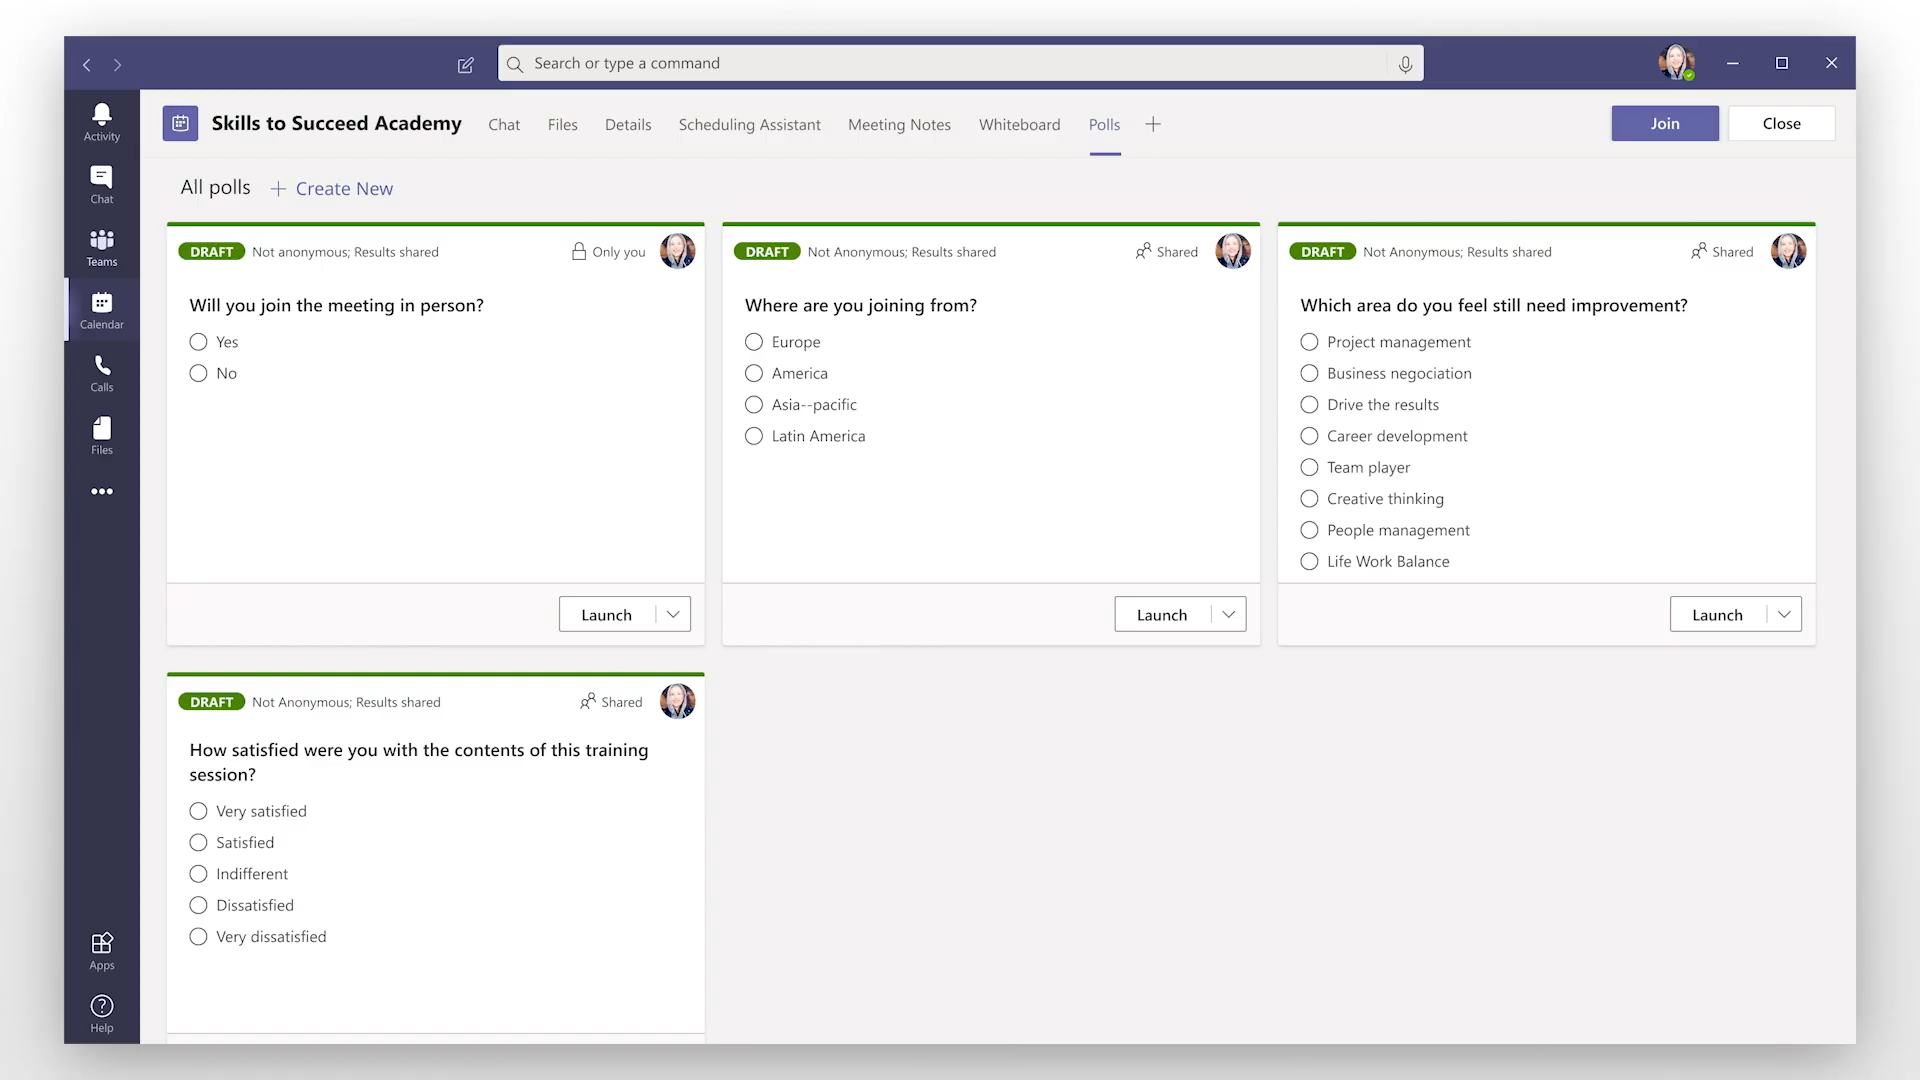 Search or type a command
Activity
Chat
Teams
Calendar
Calls
Files
Apps
Help
Skills to Succeed Academy Chat Files Details Scheduling Assistant Meeting Notes Whiteboard Polls Join Close
All polls Create New
DRAFT Not anonymous; Results shared Only you
Will you join the meeting in person?
Yes
No
Launch
DRAFT Not Anonymous; Results shared Shared
Where are you joining from?
Europe
America
Asia--pacific
Latin America
Launch
DRAFT Not Anonymous; Results shared Shared
Which area do you feel still need improvement?
Project management
Business negociation
Drive the results
Career development
Team player
Creative thinking
People management
Life Work Balance
Launch
DRAFT Not Anonymous; Results shared Shared
How satisfied were you with the contents of this training
session?
Very satisfied
Satisfied
Indifferent
Dissatisfied
Very dissatisfied